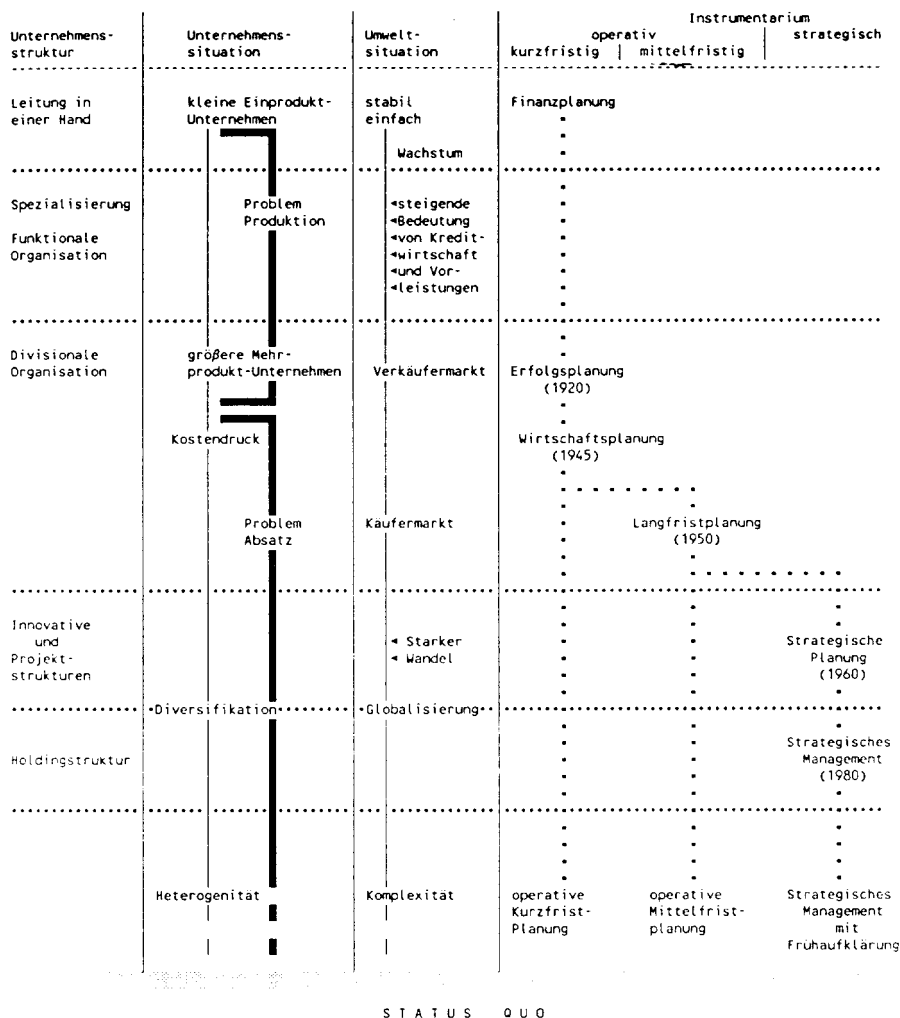 Instrumentarium
Unternehmens- Unternehmens- Umwelt- operativ strategisch
struktur situation situation kurzfristig | mittelfristig
Leitung in kleine Einprodukt- stabil Finanzplanung
einer Hand Unternehmen einfach
Wachstum
Spezialisierung Problem steigende
Produktion Bedeutung
Funktionale von Kredit-
Organisation wirtschaft
und Vor-
leistungen
Divisionale größere Mehr-
Organisation produkt-Unternehmen Verkäufermarkt Erfolgsplanung
(1920)
Kostendruck Wirtschaftsplanung
(1945)
Problem Käufermarkt Langfristplanung
Absatz (1950)
Innovative
und Starker Strategische
Projekt- Wandel Planung
strukturen (1960)
Diversifikation Globalisierung
Strategisches
Holdingstruktur Management
(1980)
Heterogenität Komplexität operative operative Strategisches
Kurzfrist- Mittelfrist- Management
Planung planung mit
Frühaufklärung
STATUS QUO